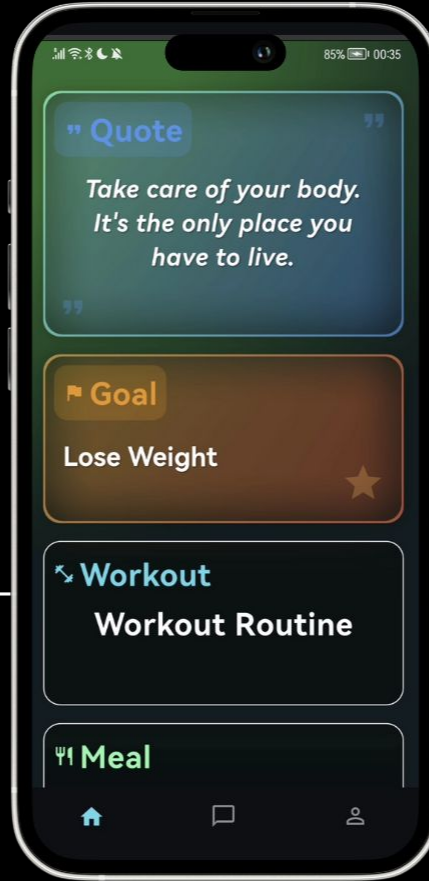 85% 00:35
Quote
Take care of your body.
It's the only place you
have to live.
Goal
Lose Weight
Workout
Workout Routine
Meal